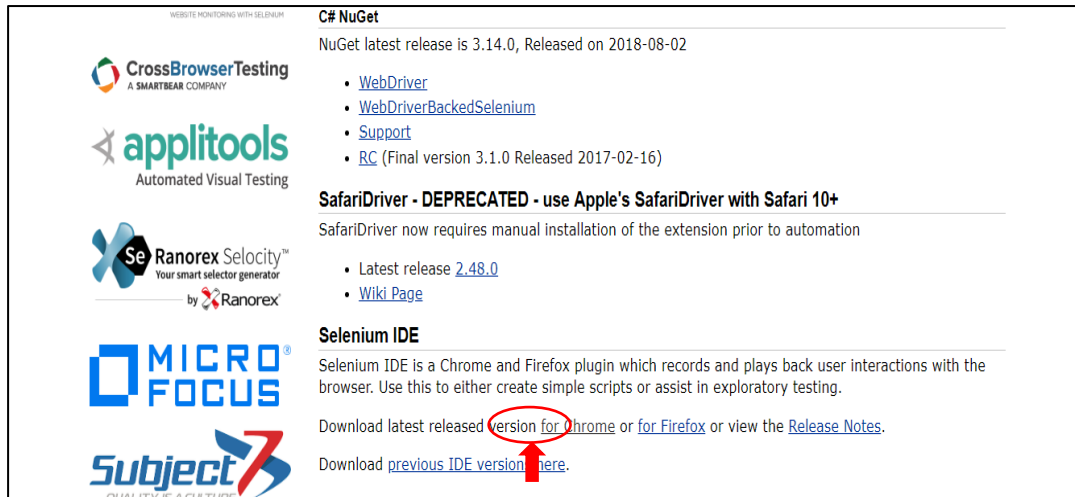 WEBSITE MONITORING WITH SELENIUM
CrossBrowserTesting
A SMARTBEAR COMPANY
applitools
Automated Visual Testing
Se Ranorex Selocity™
Your smart selector generator
by Ranorex®
MICRO®
FOCUS
Subject7
QUALITY IS A CULTURE
C# NuGet
NuGet latest release is 3.14.0, Released on 2018-08-02
• WebDriver
• WebDriverBackedSelenium
• Support
• RC (Final version 3.1.0 Released 2017-02-16)
SafariDriver - DEPRECATED - use Apple's SafariDriver with Safari 10+
SafariDriver now requires manual installation of the extension prior to automation
• Latest release 2.48.0
• Wiki Page
Selenium IDE
Selenium IDE is a Chrome and Firefox plugin which records and plays back user interactions with the
browser. Use this to either create simple scripts or assist in exploratory testing.
Download latest released version for Chrome or for Firefox or view the Release Notes.
Download previous IDE versions here.